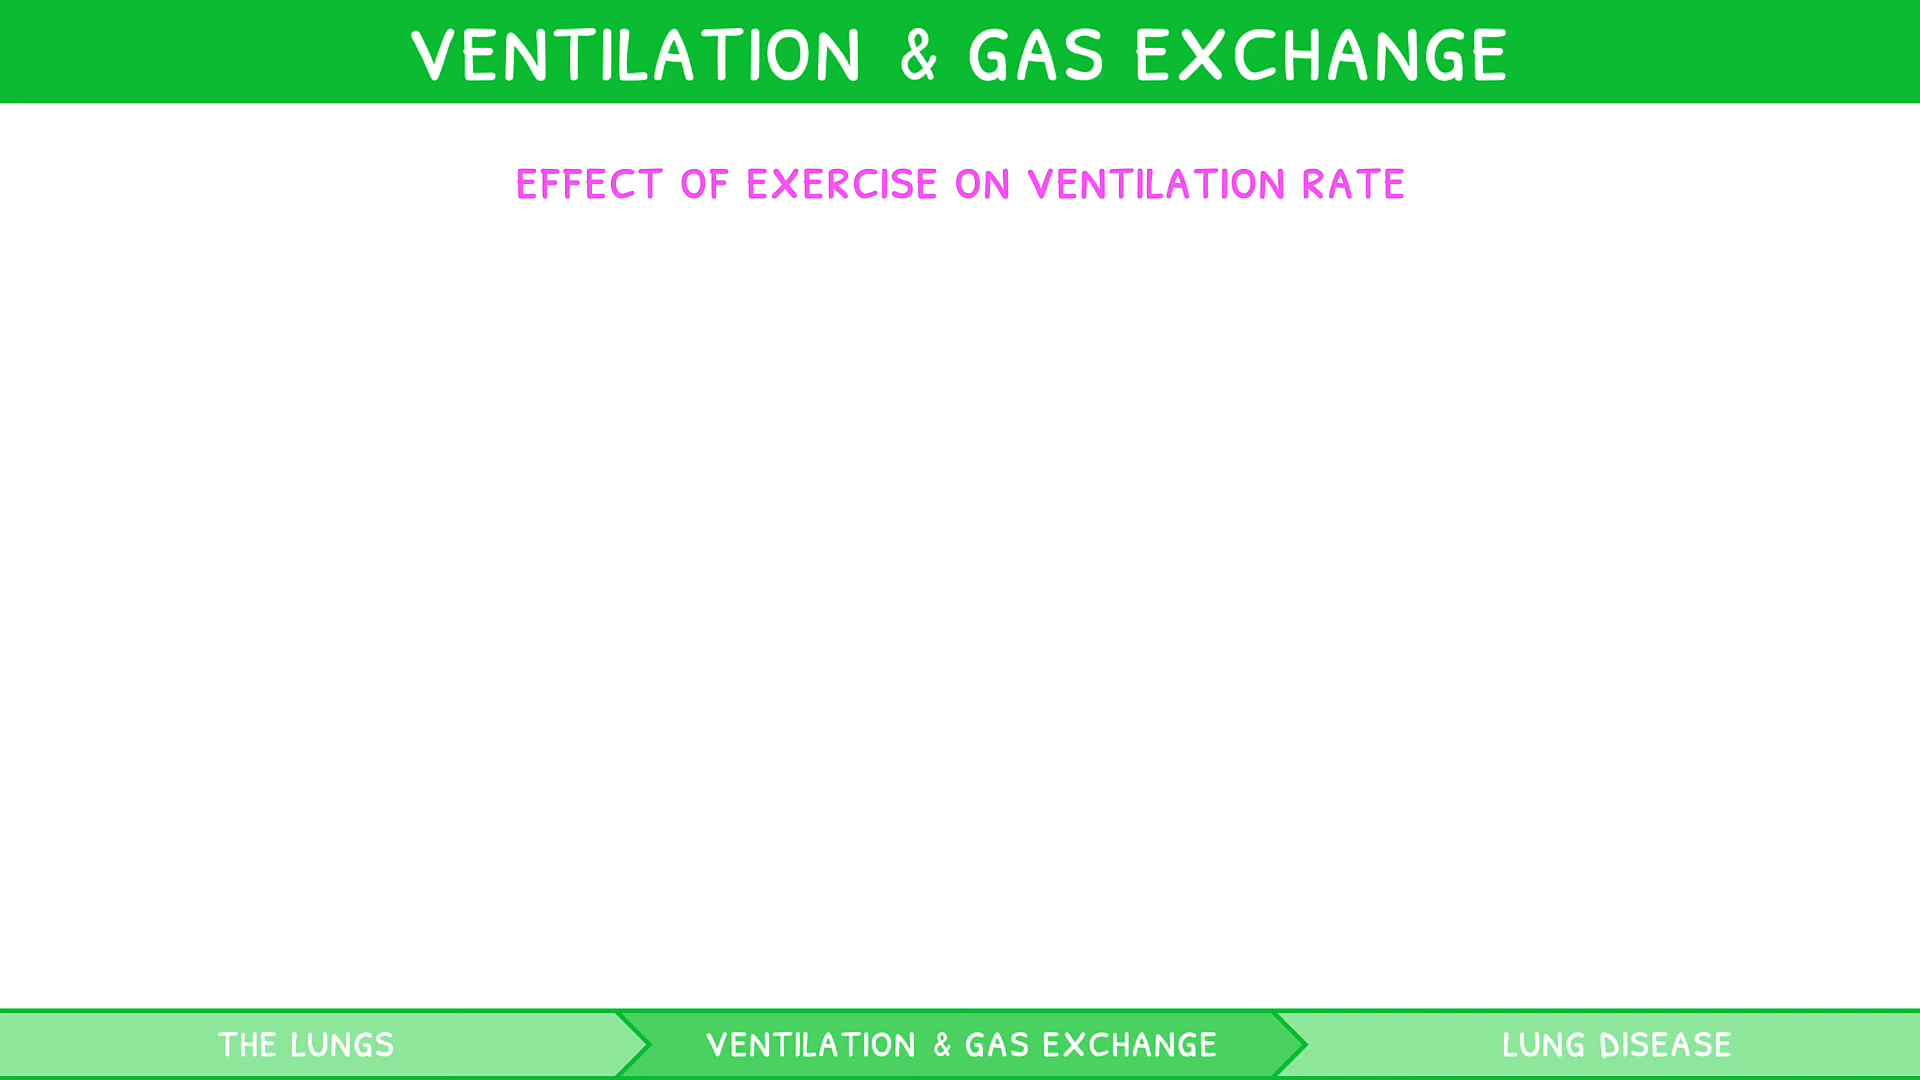 VENTILATION & GAS EXCHANGE
EFFECT OF EXERCISE ON VENTILATION RATE
THE LUNGS
VENTILATION & GAS EXCHANGE
LUNG DISEASE